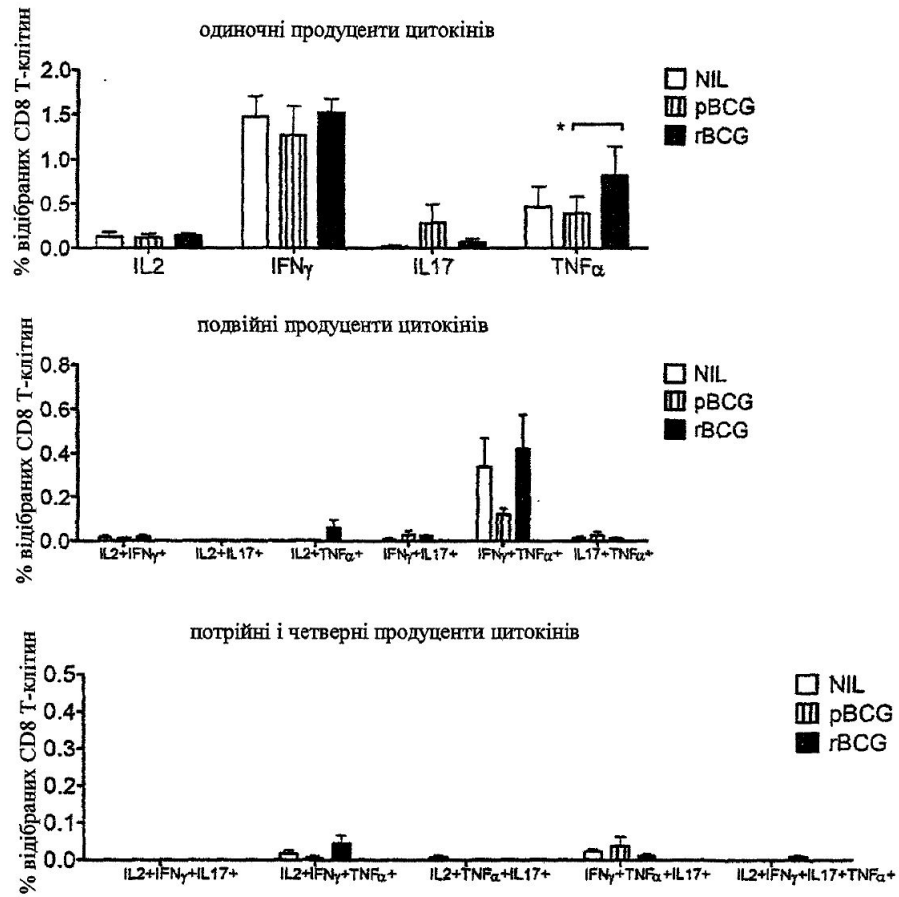 одиночні продуценти цитокінів
% відібраних CD8 Т-клітин
2.0
1.5
1.0
0.5
0.0
*
NIL
pBCG
rBCG
IL2 IFNγ IL17 TNFα
подвійні продуценти цитокінів
% відібраних CD8 Т-клітин
0.8
0.6
0.4
0.2
0.0
NIL
pBCG
rBCG
IL2+IFNγ+ IL2+IL17+ IL2+TNFα+ IFNγ+IL17+ IFNγ+TNFα+ IL17+TNFα+
потрійні і четверні продуценти цитокінів
% відібраних CD8 Т-клітин
0.5
0.4
0.3
0.2
0.1
0.0
NIL
pBCG
rBCG
IL2+IFNγ+IL17+ IL2+IFNγ+TNFα+ IL2+TNFα+IL17+ IFNγ+TNFα+IL17+ IL2+IFNγ+IL17+TNFα+